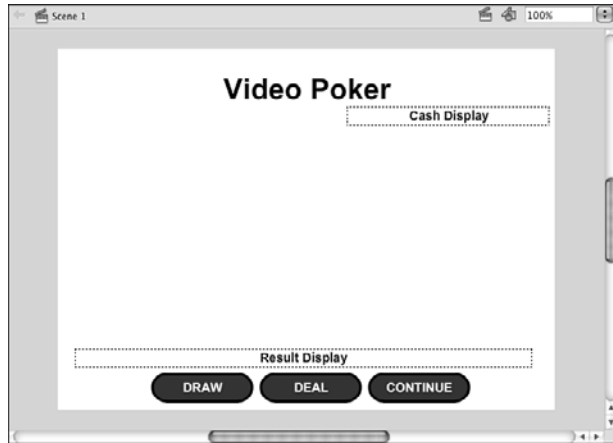 Scene 1
100%
Video Poker
Cash Display
Result Display
DRAW DEAL CONTINUE